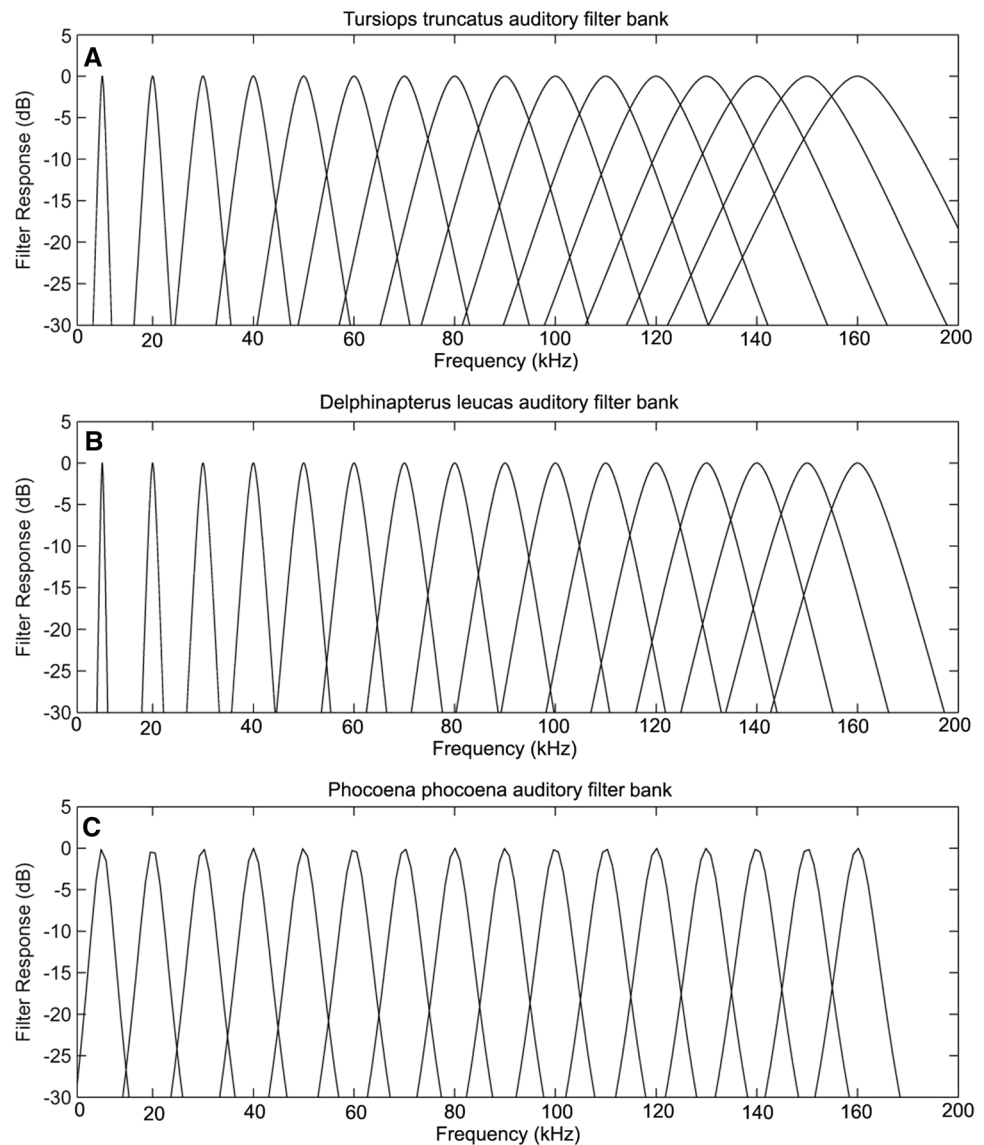 Tursiops truncatus auditory filter bank
A
5
0
-5
-10
-15
-20
-25
-30
Filter Response (dB)
0 20 40 60 80 100 120 140 160 200
Frequency (kHz)
Delphinapterus leucas auditory filter bank
B
5
0
-5
-10
-15
-20
-25
-30
Filter Response (dB)
0 20 40 60 80 100 120 140 160 200
Frequency (kHz)
Phocoena phocoena auditory filter bank
C
5
0
-5
-10
-15
-20
-25
-30
Filter Response (dB)
0 20 40 60 80 100 120 140 160 200
Frequency (kHz)